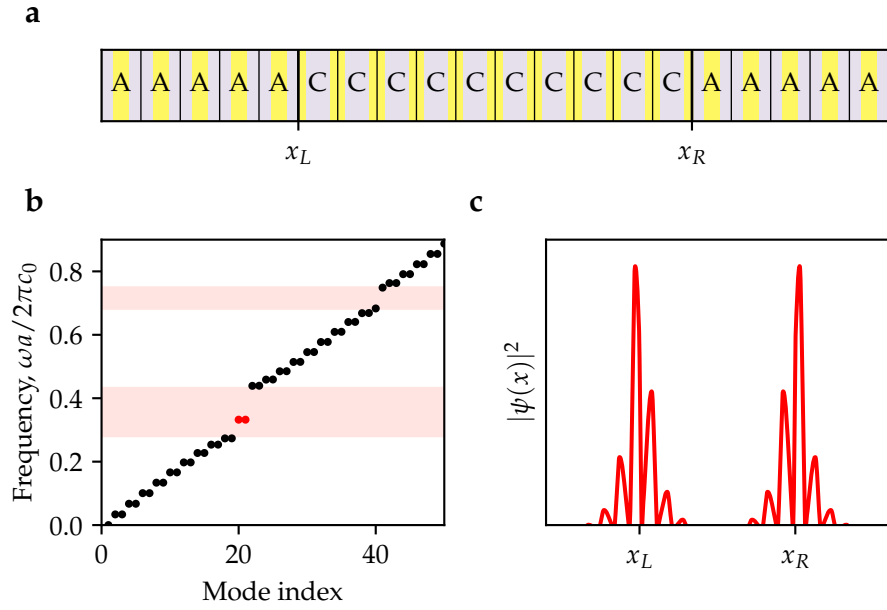 a
A A A A A C C C C C C C C C C A A A A A
x_L x_R
b
Frequency, ωa/2πc₀
0.8
0.6
0.4
0.2
0.0
0 20 40
Mode index
c
|ψ(x)|²
x_L x_R